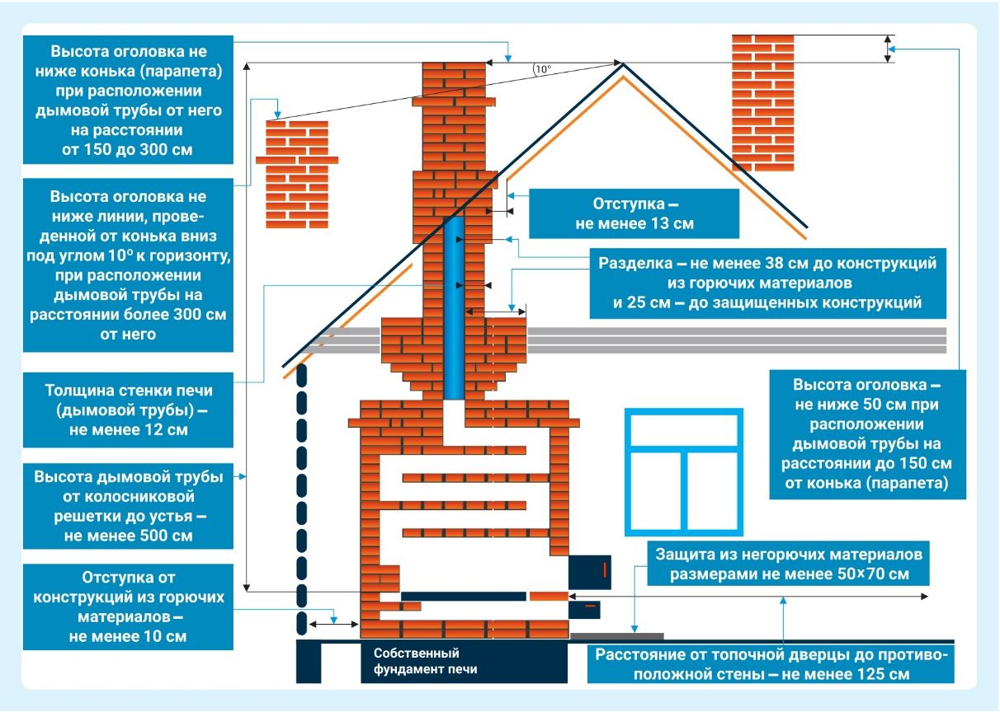 Высота оголовка не
ниже конька (парапета)
при расположении
дымовой трубы от него
на расстоянии
от 150 до 300 см
10°
Отступка –
не менее 13 см
Высота оголовка не
ниже линии, прове-
денной от конька вниз
под углом 10º к горизонту,
при расположении
дымовой трубы на
расстоянии более 300 см
от него
Разделка – не менее 38 см до конструкций
из горючих материалов
и 25 см – до защищенных конструкций
Толщина стенки печи
(дымовой трубы) –
не менее 12 см
Высота оголовка –
не ниже 50 см при
расположении
дымовой трубы на
расстоянии до 150 см
от конька (парапета)
Высота дымовой трубы
от колосниковой
решетки до устья –
не менее 500 см
Защита из негорючих материалов
размерами не менее 50×70 см
Отступка от
конструкций из горючих
материалов –
не менее 10 см
Собственный
фундамент печи
Расстояние от топочной дверцы до противо-
положной стены – не менее 125 см